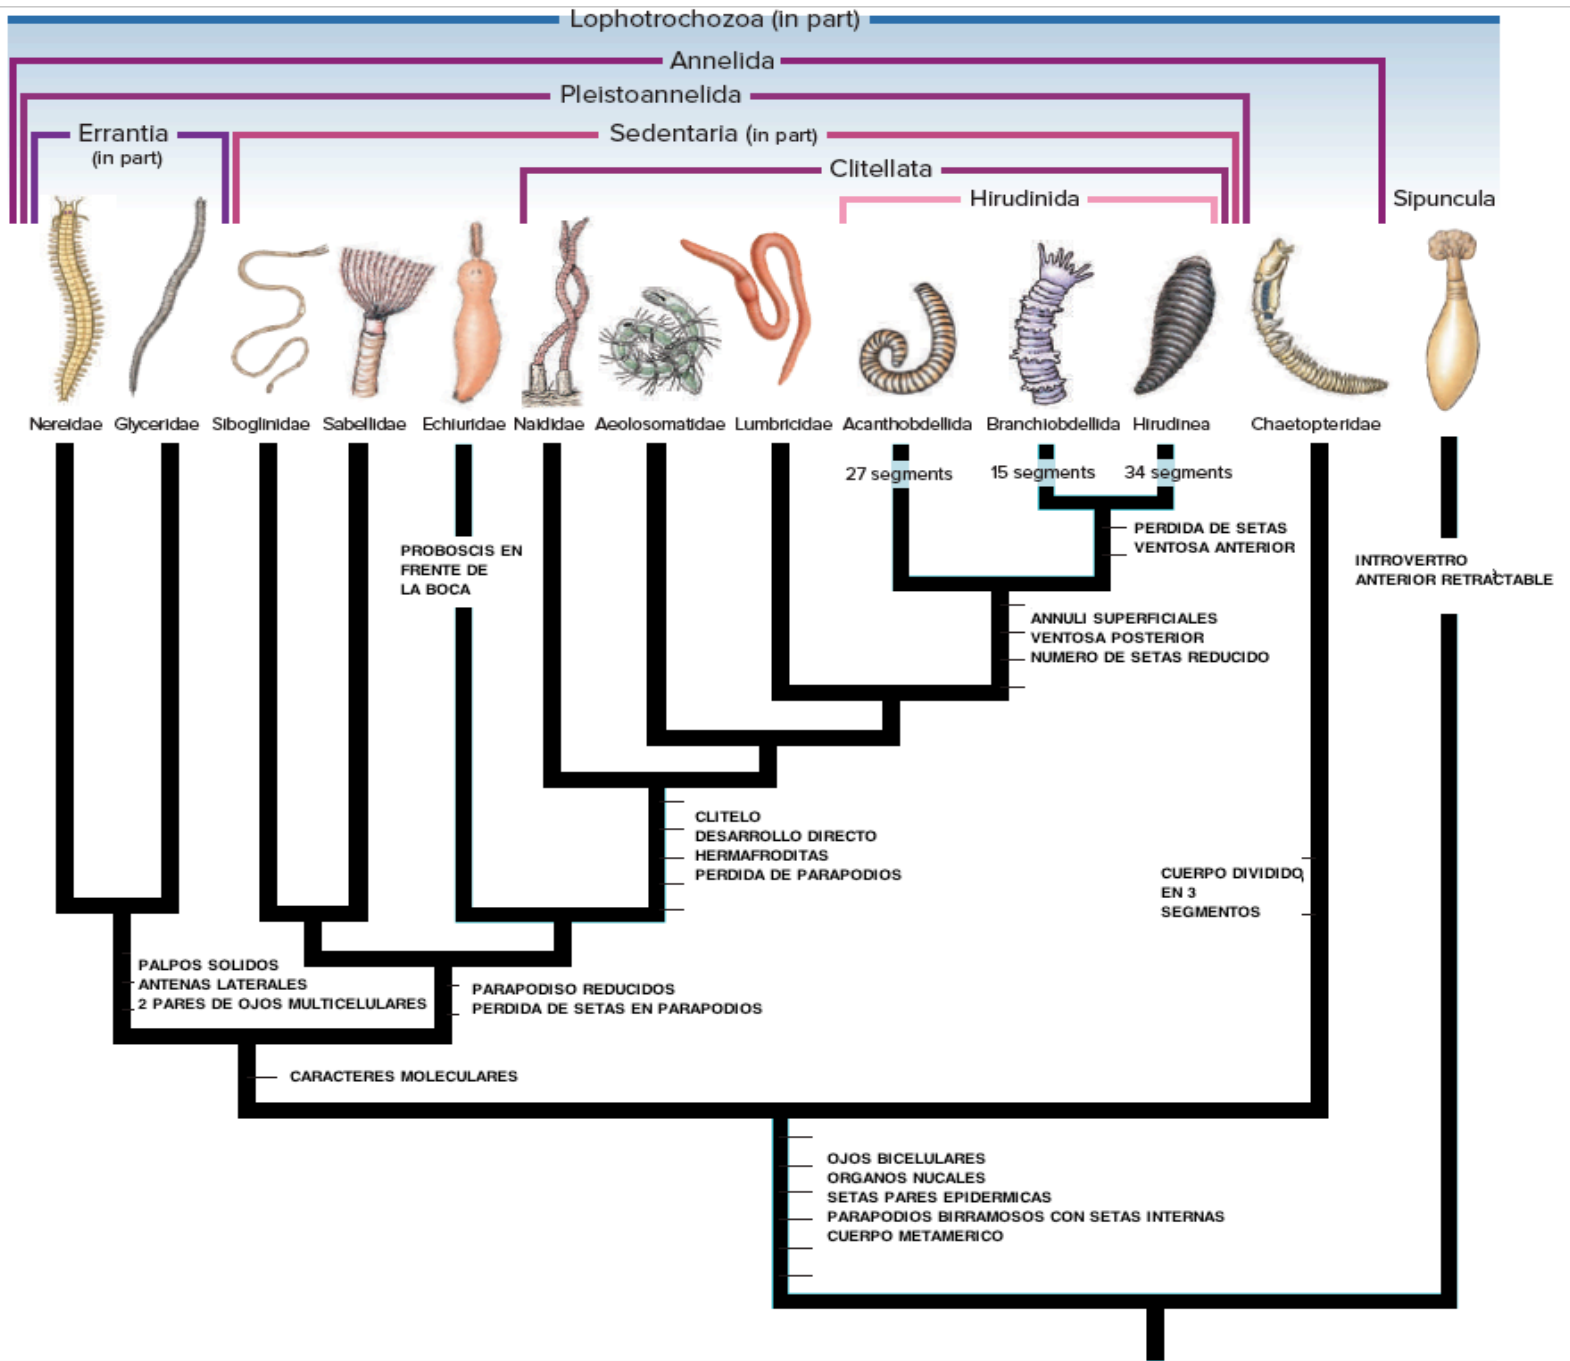 Lophotrochozoa (in part)
Annelida
Pleistoannelida
Errantia
(in part)
Sedentaria (in part)
Clitellata
Hirudinida
Sipuncula
Nereidae Glyceridae Siboglinidae Sabellidae Echiuridae Naididae Aeolosomatidae Lumbricidae Acanthobdellida Branchiobdellida Hirudinea Chaetopteridae
27 segments 15 segments 34 segments
PERDIDA DE SETAS
VENTOSA ANTERIOR
PROBOSCIS EN
FRENTE DE
LA BOCA
INTROVERTRO
ANTERIOR RETRACTABLE
ANNULI SUPERFICIALES
VENTOSA POSTERIOR
NUMERO DE SETAS REDUCIDO
CLITELO
DESARROLLO DIRECTO
HERMAFRODITAS
PERDIDA DE PARAPODIOS
CUERPO DIVIDIDO
EN 3
SEGMENTOS
PALPOS SOLIDOS
ANTENAS LATERALES
2 PARES DE OJOS MULTICELULARES
PARAPODISO REDUCIDOS
PERDIDA DE SETAS EN PARAPODIOS
CARACTERES MOLECULARES
OJOS BICELULARES
ORGANOS NUCALES
SETAS PARES EPIDERMICAS
PARAPODIOS BIRRAMOSOS CON SETAS INTERNAS
CUERPO METAMERICO